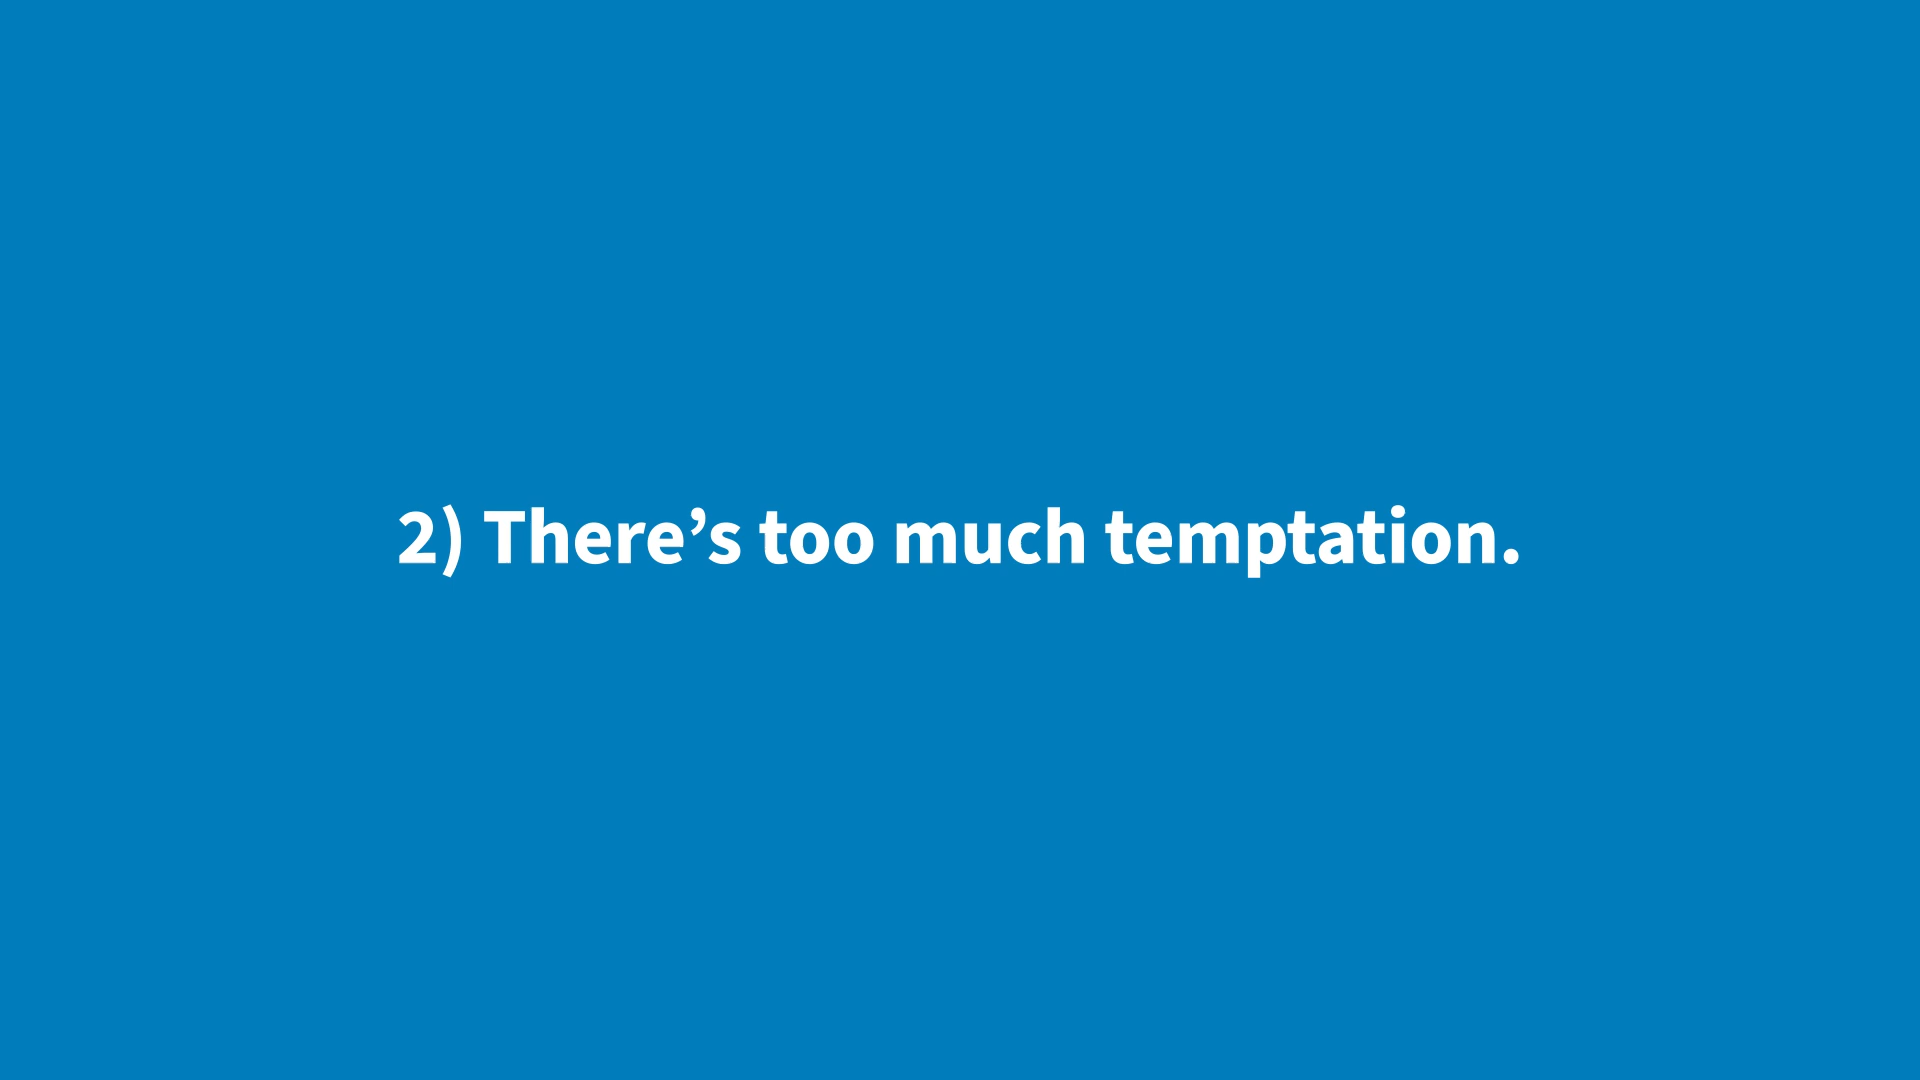 2) There’s too much temptation.